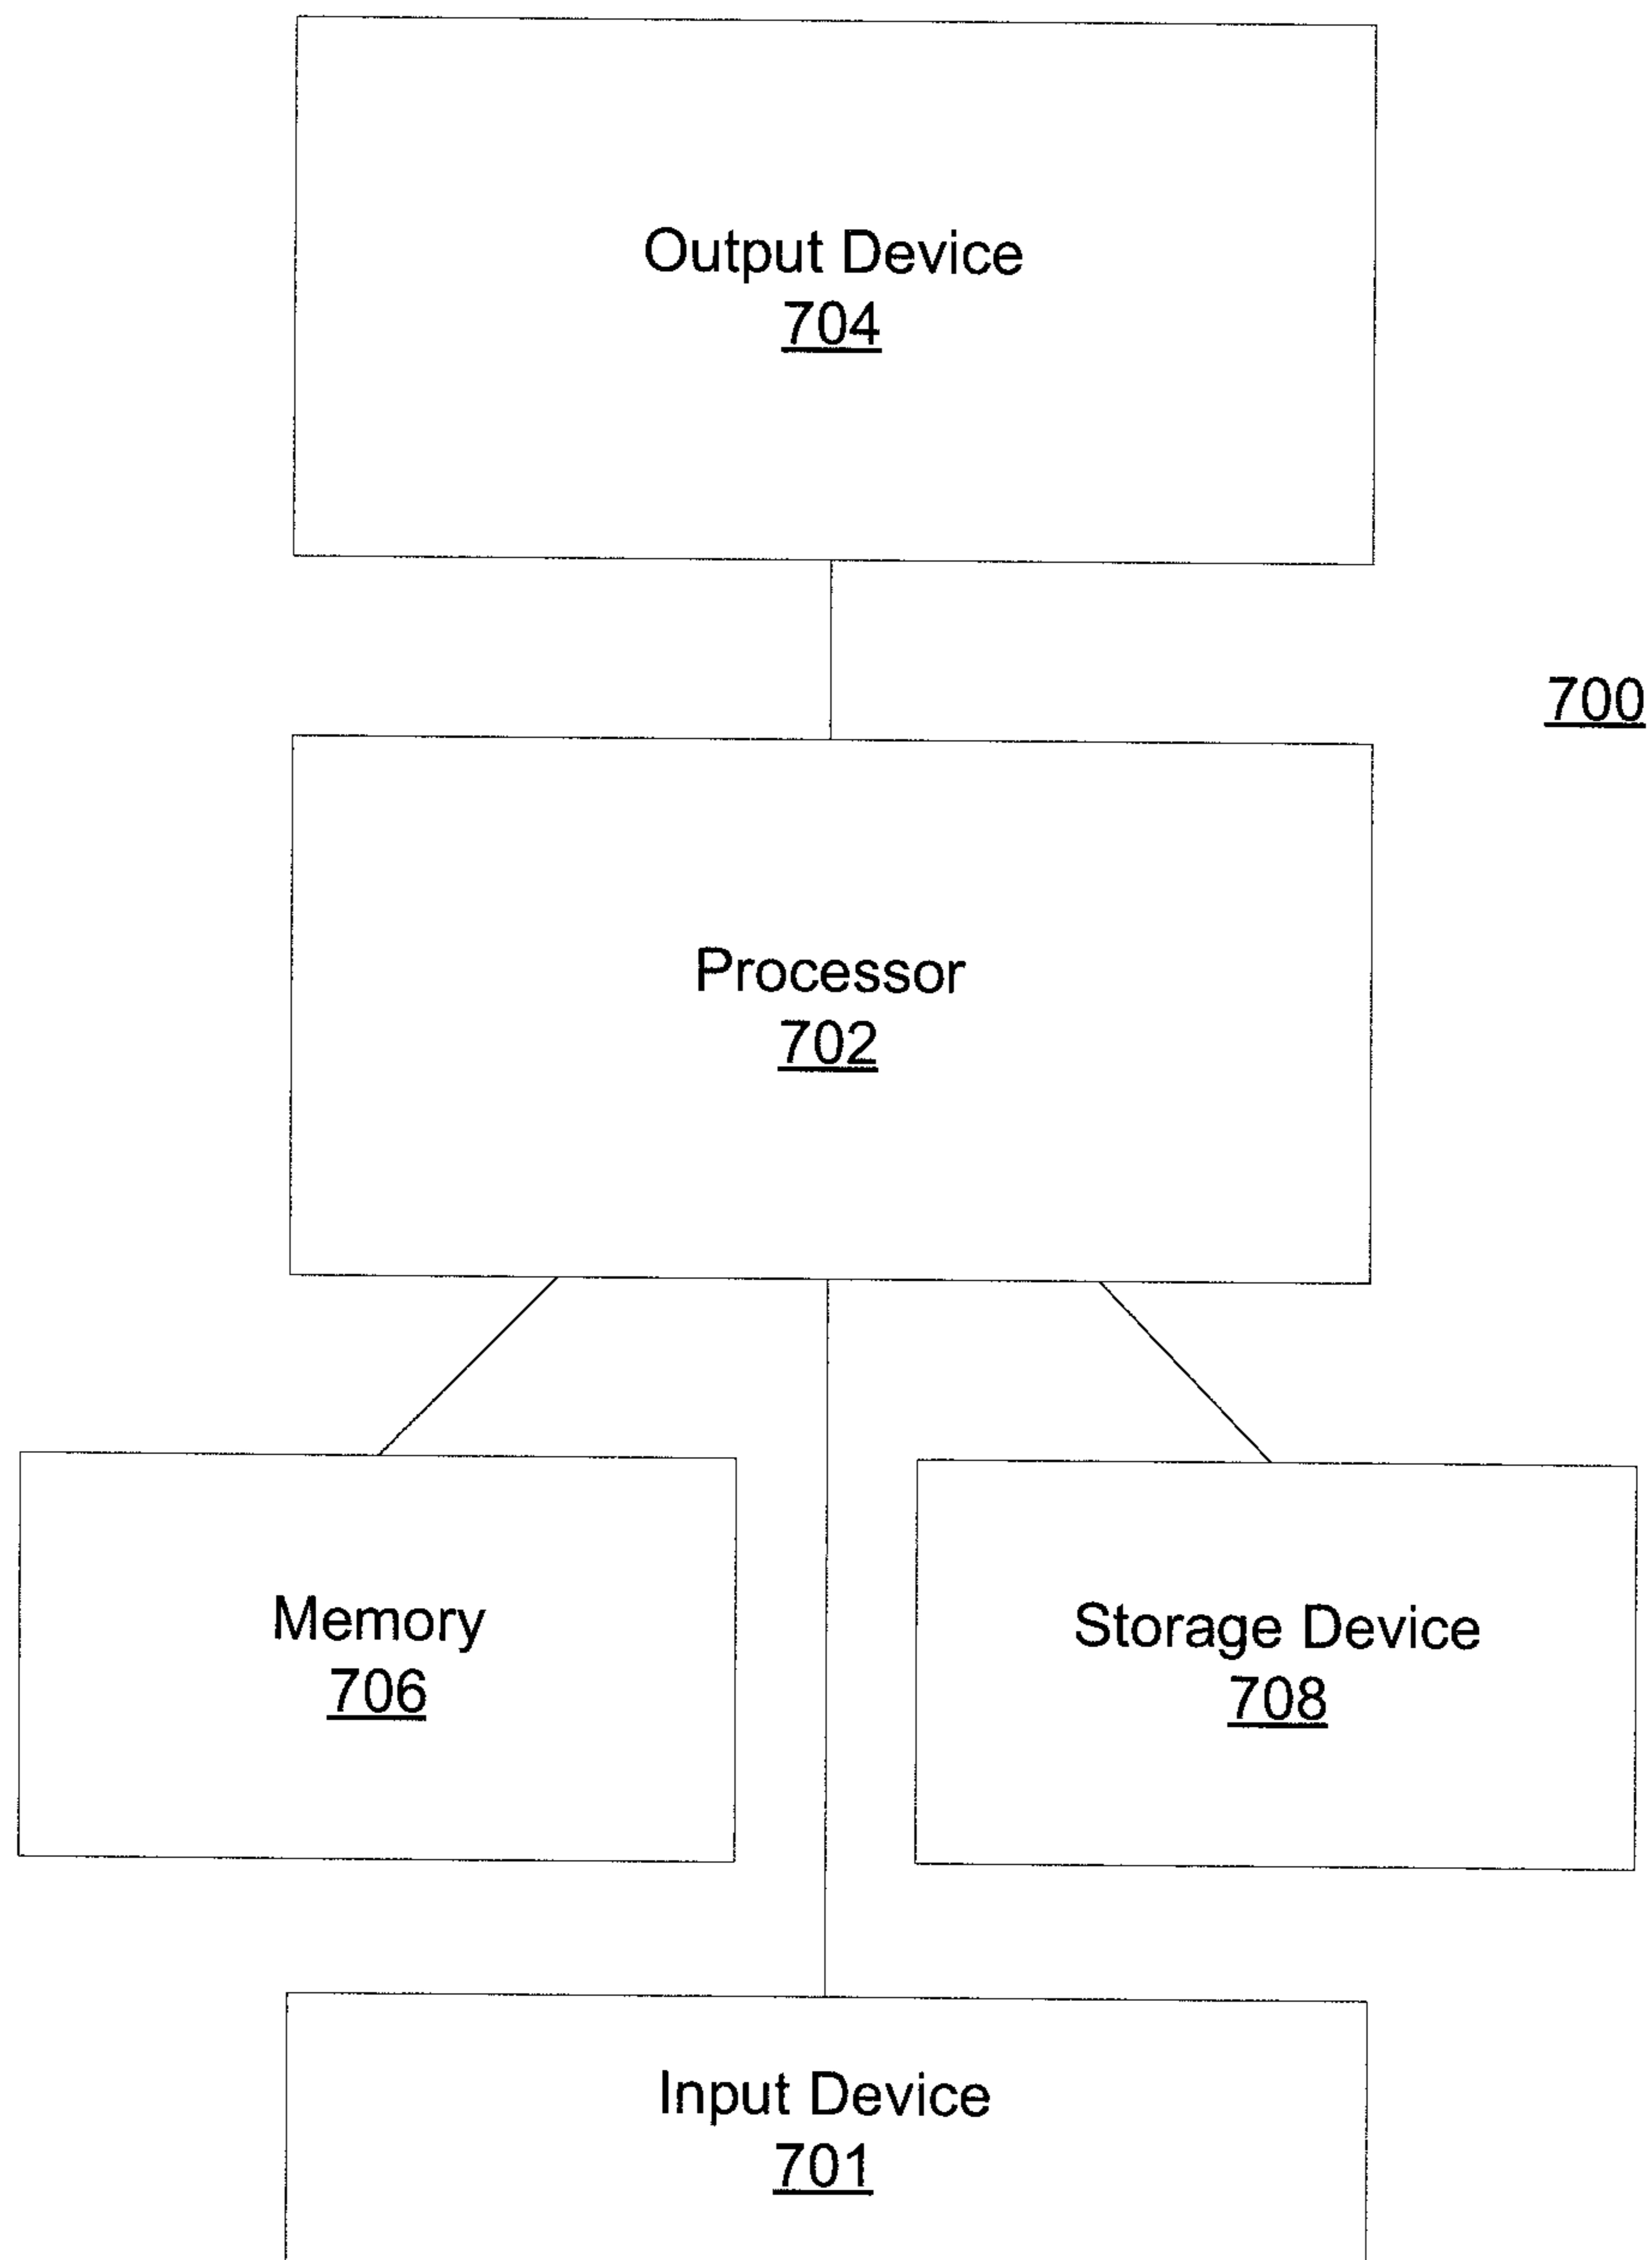 Output Device
704
700
Processor
702
Memory
706
Storage Device
708
Input Device
701